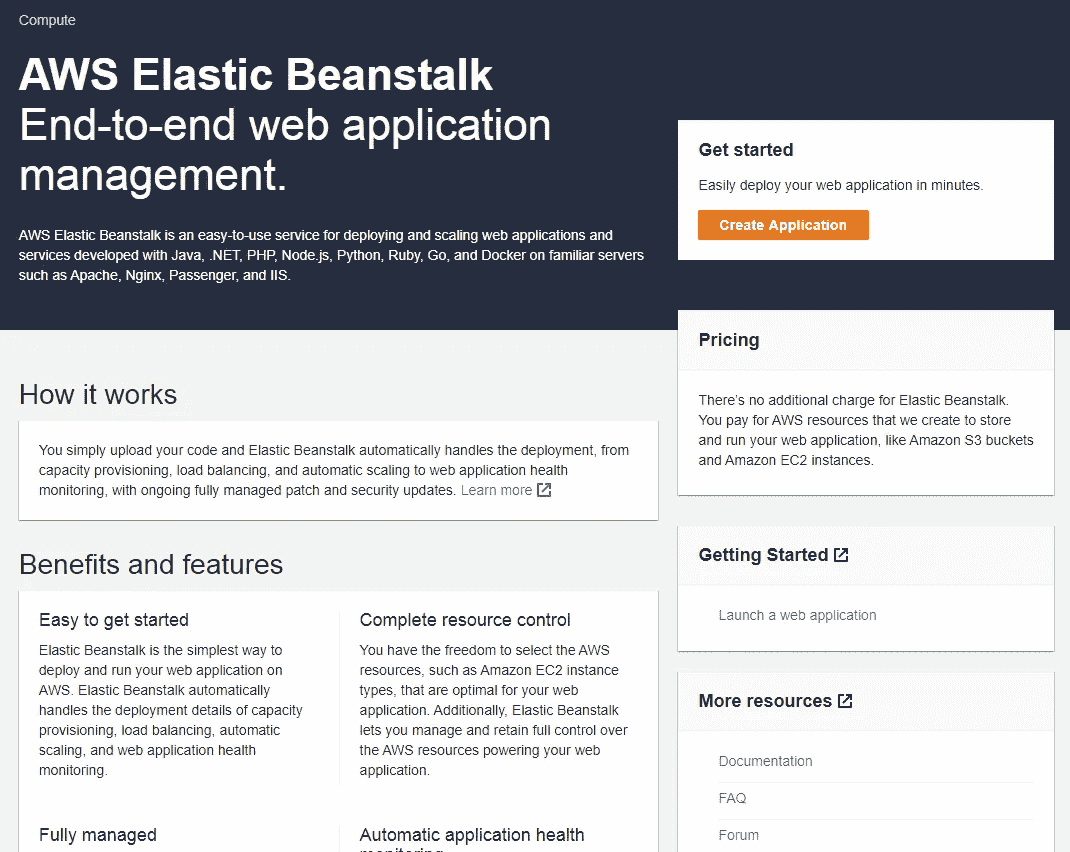 Compute
AWS Elastic Beanstalk
End-to-end web application
management.
AWS Elastic Beanstalk is an easy-to-use service for deploying and scaling web applications and
services developed with Java, .NET, PHP, Node.js, Python, Ruby, Go, and Docker on familiar servers
such as Apache, Nginx, Passenger, and IIS.
Get started
Easily deploy your web application in minutes.
Create Application
Pricing
There's no additional charge for Elastic Beanstalk.
You pay for AWS resources that we create to store
and run your web application, like Amazon S3 buckets
and Amazon EC2 instances.
How it works
You simply upload your code and Elastic Beanstalk automatically handles the deployment, from
capacity provisioning, load balancing, and automatic scaling to web application health
monitoring, with ongoing fully managed patch and security updates. Learn more
Getting Started
Launch a web application
Benefits and features
Easy to get started
Elastic Beanstalk is the simplest way to
deploy and run your web application on
AWS. Elastic Beanstalk automatically
handles the deployment details of capacity
provisioning, load balancing, automatic
scaling, and web application health
monitoring.
Complete resource control
You have the freedom to select the AWS
resources, such as Amazon EC2 instance
types, that are optimal for your web
application. Additionally, Elastic Beanstalk
lets you manage and retain full control over
the AWS resources powering your web
application.
Fully managed
Automatic application health
monitoring
More resources
Documentation
FAQ
Forum